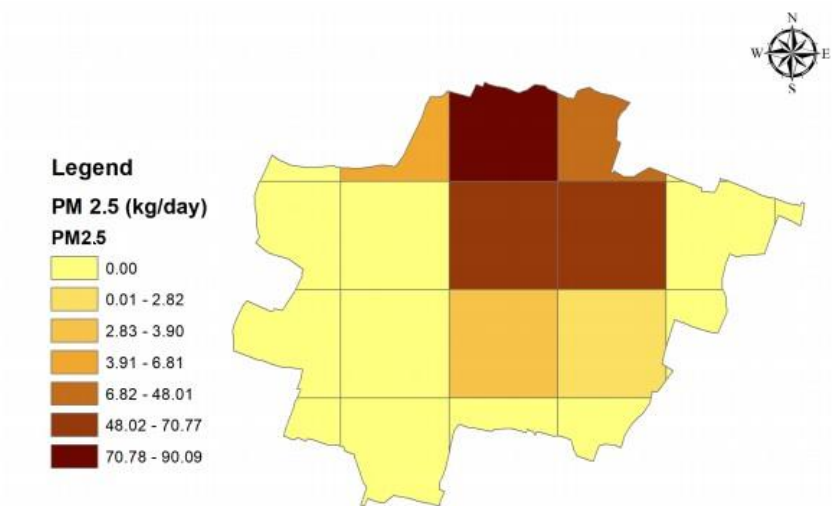 N
W E
S
Legend
PM 2.5 (kg/day)
PM2.5
0.00
0.01 - 2.82
2.83 - 3.90
3.91 - 6.81
6.82 - 48.01
48.02 - 70.77
70.78 - 90.09